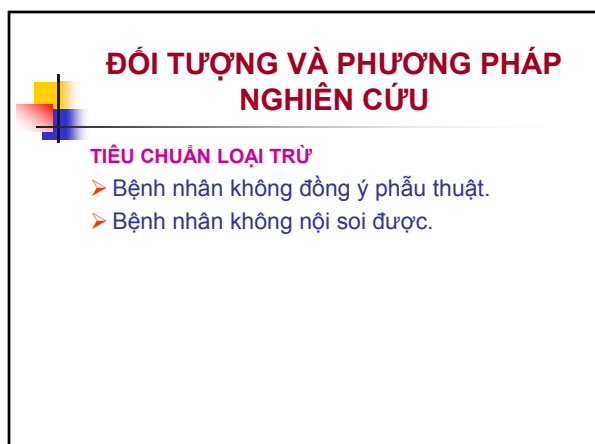 ĐỐI TƯỢNG VÀ PHƯƠNG PHÁP
NGHIÊN CỨU
TIÊU CHUẨN LOẠI TRỪ
➢ Bệnh nhân không đồng ý phẫu thuật.
➢ Bệnh nhân không nội soi được.